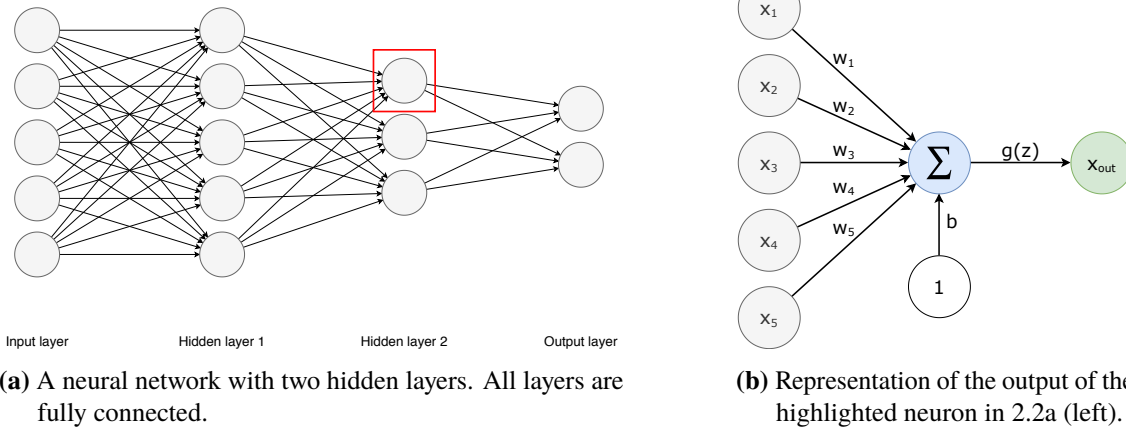 Input layer
Hidden layer 1
Hidden layer 2
Output layer
(a) A neural network with two hidden layers. All layers are
fully connected.
x₁
w₁
x₂
w₂
x₃
w₃
Σ
g(z)
x_out
w₄
x₄
w₅
b
1
x₅
(b) Representation of the output of the
highlighted neuron in 2.2a (left).